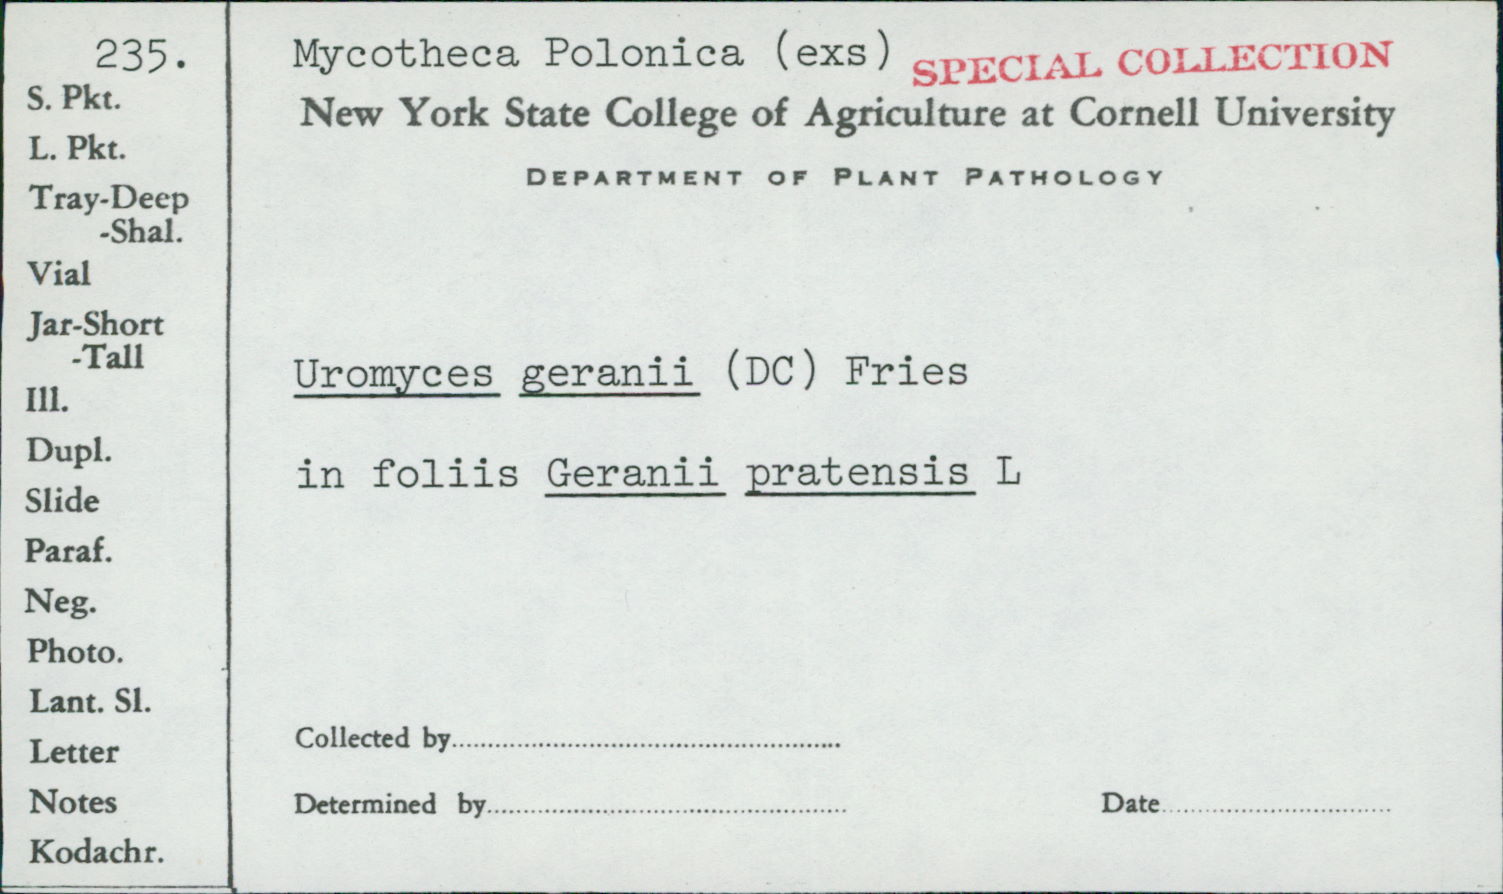 235.
S. Pkt.
L. Pkt.
Tray-Deep
-Shal.
Vial
Jar-Short
-Tall
Ill.
Dupl.
Slide
Paraf.
Neg.
Photo.
Lant. Sl.
Letter
Notes
Kodachr.
Mycotheca Polonica (exs) SPECIAL COLLECTION
New York State College of Agriculture at Cornell University
DEPARTMENT OF PLANT PATHOLOGY
Uromyces geranii (DC) Fries
in foliis Geranii pratensis L
Collected by
Determined by
Date